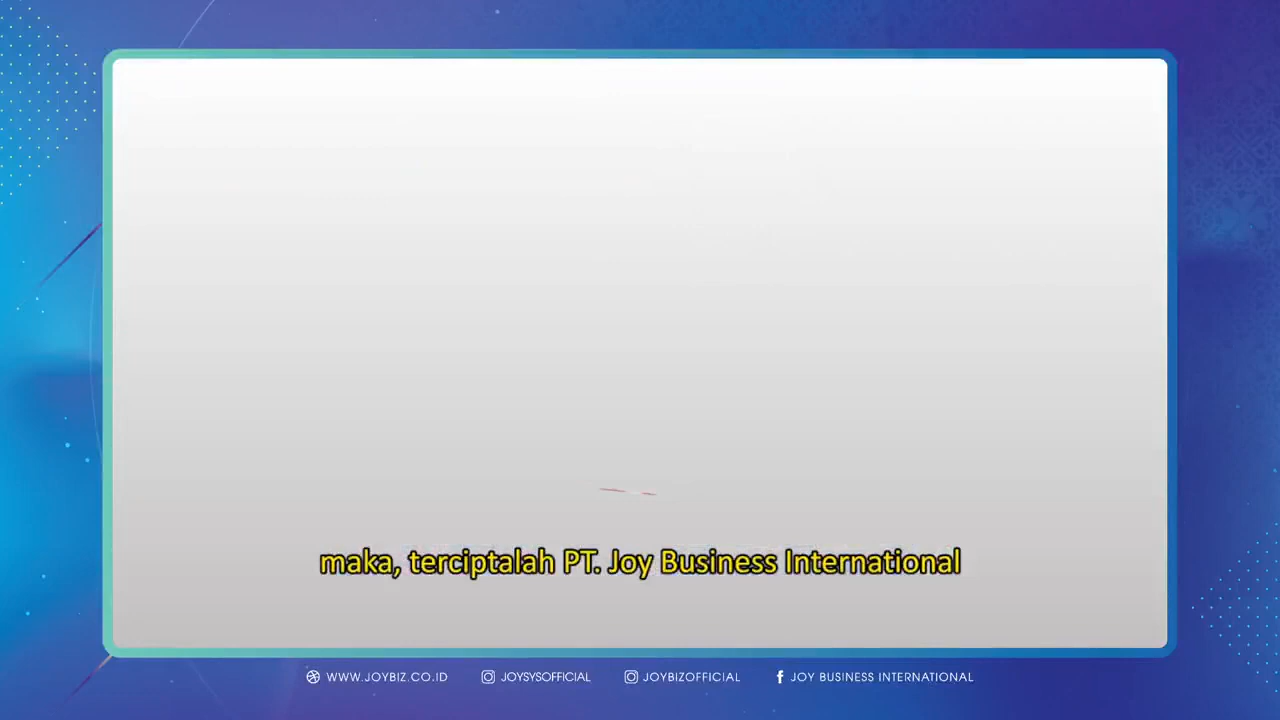 maka, terciptalah PT. Joy Business International
WWW.JOYBIZ.CO.ID JOYSYSOFFICIAL JOYBIZOFFICIAL JOY BUSINESS INTERNATIONAL